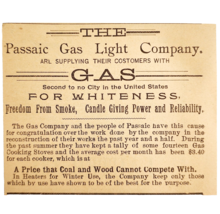 THE
Passaic Gas Light Company.
ARE SUPPLYING THEIR COSTOMERS WITH
GAS
Second to no City in the United States
FOR WHITENESS,
Freedom From Smoke, Candle Giving Power and Reliability.
The Gas Company and the people of Passaic have this cause
for congratulation over the work done by the company in the
reconstruction of their works the past year and a half. During
the past summer they have kept a tally of some fourteen Gas
Cooking Stoves and the average cost per month has been $3.40
for each cooker, which is at
A Price that Coal and Wood Cannot Compete With.
In Heaters for Winter Use, the Company keep only those
which by use have shown to be of the best for the purpose.